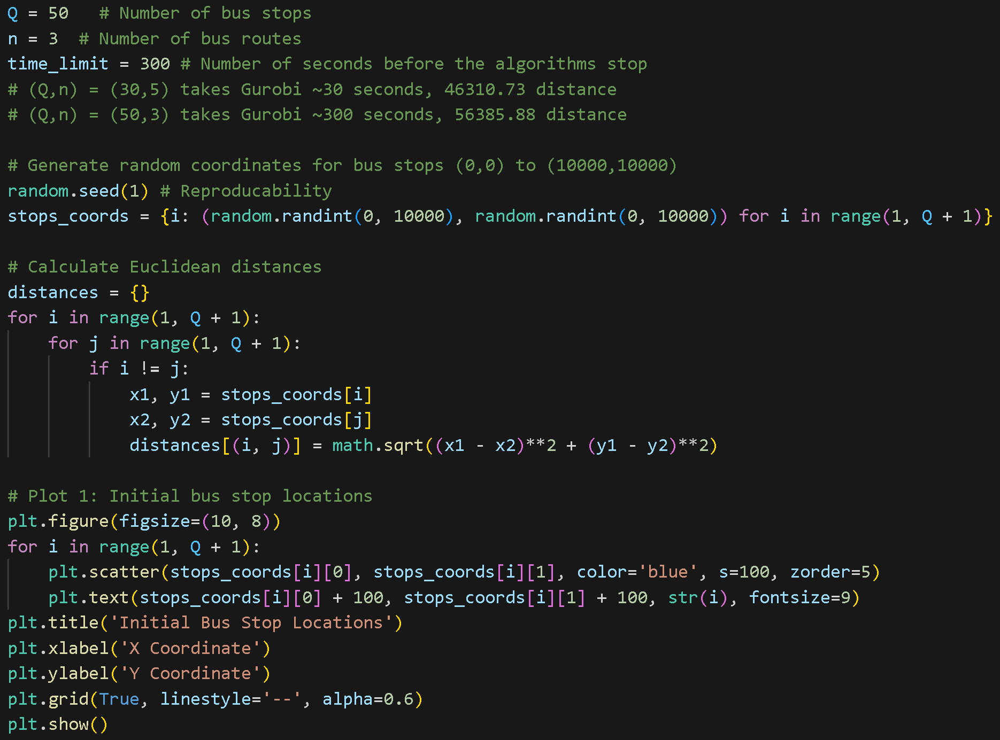 Q = 50   # Number of bus stops
n = 3  # Number of bus routes
time_limit = 300 # Number of seconds before the algorithms stop
# (Q,n) = (30,5) takes Gurobi ~30 seconds, 46310.73 distance
# (Q,n) = (50,3) takes Gurobi ~300 seconds, 56385.88 distance

# Generate random coordinates for bus stops (0,0) to (10000,10000)
random.seed(1) # Reproducability
stops_coords = {i: (random.randint(0, 10000), random.randint(0, 10000)) for i in range(1, Q + 1)}

# Calculate Euclidean distances
distances = {}
for i in range(1, Q + 1):
    for j in range(1, Q + 1):
        if i != j:
            x1, y1 = stops_coords[i]
            x2, y2 = stops_coords[j]
            distances[(i, j)] = math.sqrt((x1 - x2)**2 + (y1 - y2)**2)

# Plot 1: Initial bus stop locations
plt.figure(figsize=(10, 8))
for i in range(1, Q + 1):
    plt.scatter(stops_coords[i][0], stops_coords[i][1], color='blue', s=100, zorder=5)
    plt.text(stops_coords[i][0] + 100, stops_coords[i][1] + 100, str(i), fontsize=9)
plt.title('Initial Bus Stop Locations')
plt.xlabel('X Coordinate')
plt.ylabel('Y Coordinate')
plt.grid(True, linestyle='--', alpha=0.6)
plt.show()